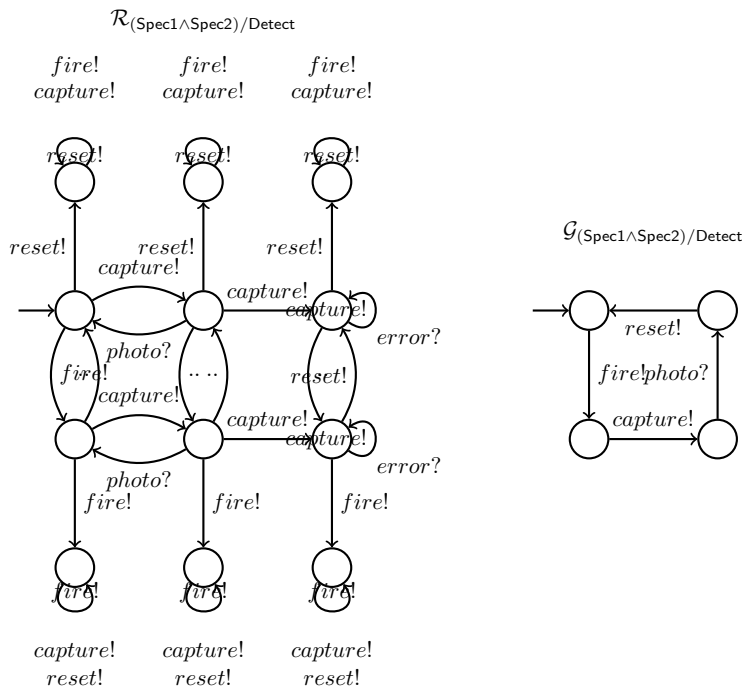 R(Spec1∧Spec2)/Detect
fire! fire! fire!
capture! capture! capture!
reset! reset! reset!
G(Spec1∧Spec2)/Detect
reset! reset! reset!
capture!
capture!
capture!
error?
reset!
photo?
fire! .. .. reset!
fire! photo?
capture!
capture!
capture!
capture!
error?
photo?
fire! fire! fire!
fire! fire! fire!
capture! capture! capture!
reset! reset! reset!